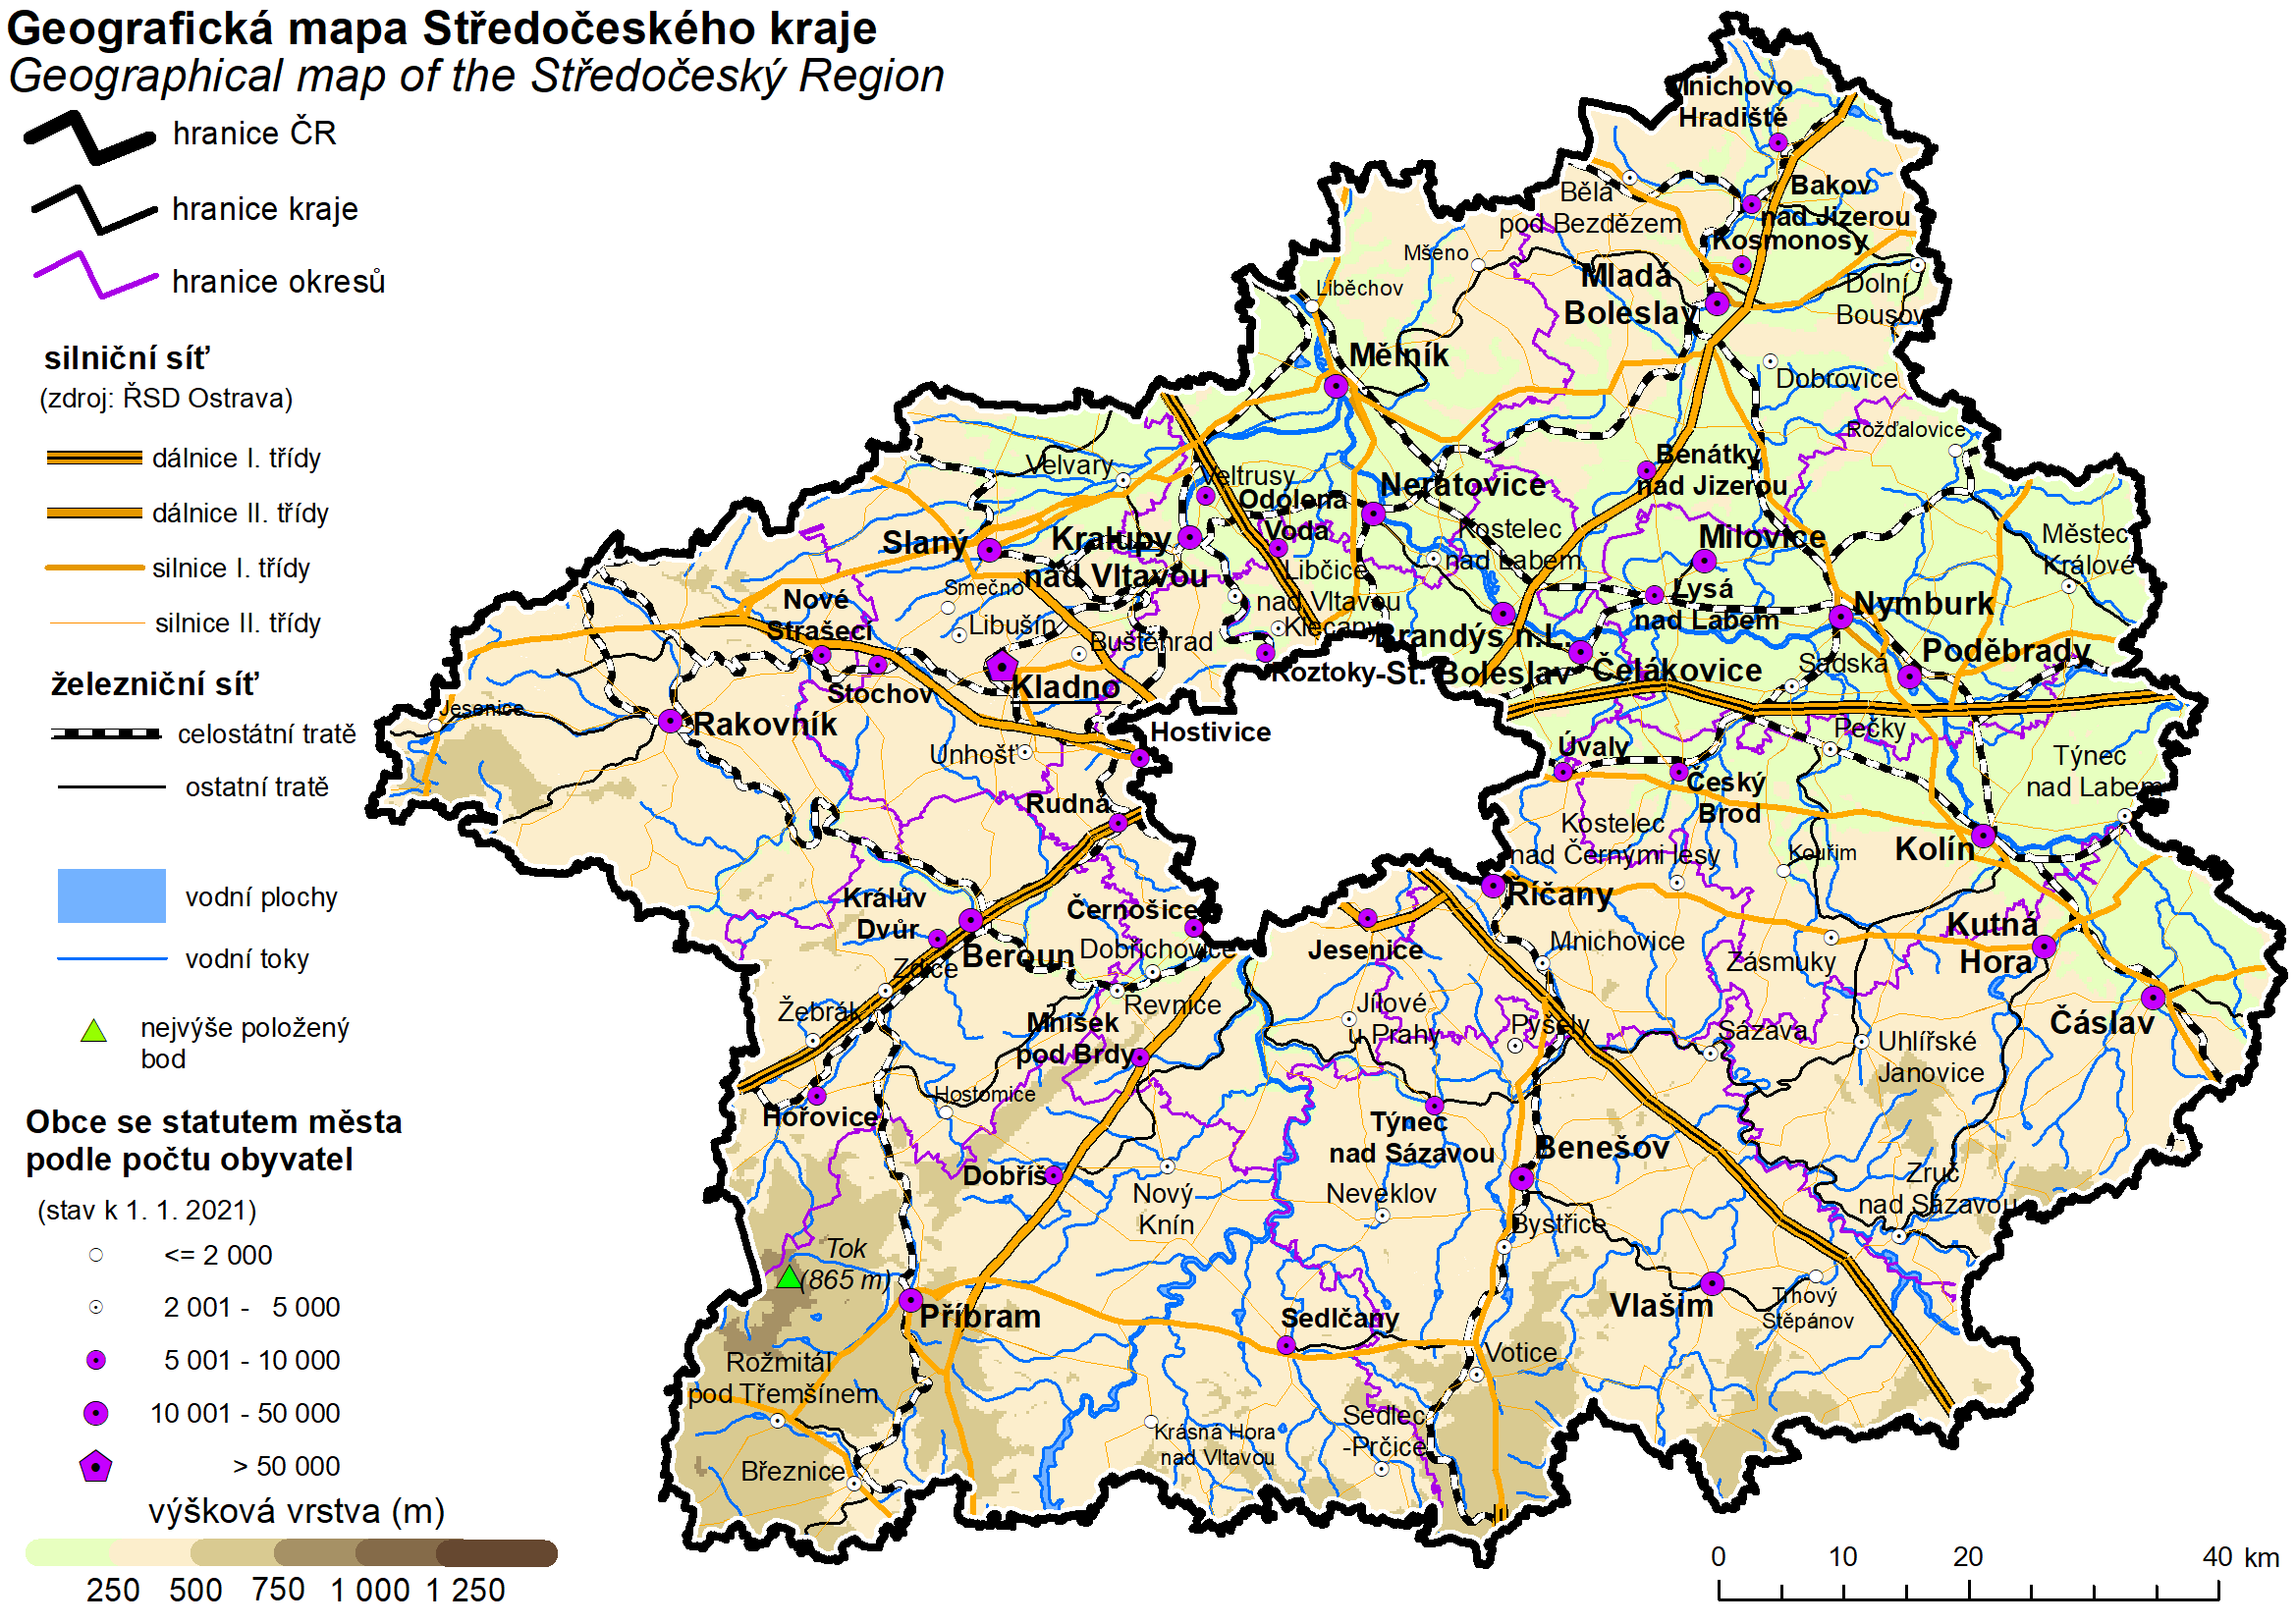 Geografická mapa Středočeského kraje
Geographical map of the Středočeský Region
hranice ČR
hranice kraje
hranice okresů
silniční síť
(zdroj: ŘSD Ostrava)
dálnice I. třídy
dálnice II. třídy
silnice I. třídy
silnice II. třídy
železniční síť
celostátní tratě
ostatní tratě
vodní plochy
vodní toky
nejvýše položený
bod
Obce se statutem města
podle počtu obyvatel
(stav k 1. 1. 2021)
<= 2 000
2 001 - 5 000
5 001 - 10 000
10 001 - 50 000
> 50 000
výšková vrstva (m)
250 500 750 1 000 1 250
Mnichovo
Hradiště
Bakov
nad Jizerou
Kosmonosy
Bělá
pod Bezdězem
Mšeno
Liběchov
Mladá
Boleslav
Dolní
Bousov
Mělník
Dobrovice
Rožďalovice
Benátky
nad Jizerou
Velvary
Veltrusy
Odolena
Voda
Neratovice
Kostelec
nad Labem
Milovice
Městec
Králové
Slaný
Kralupy
nad Vltavou
Libčice
nad Vltavou
Klecany
Smečno
Libušín
Buštěhrad
Nové
Strašecí
Stochov
Kladno
Roztoky
Brandýs n.L.
-St. Boleslav
Lysá
nad Labem
Čelákovice
Nymburk
Sadská
Poděbrady
Jesenice
Rakovník
Unhošť
Hostivice
Rudná
Úvaly
Český
Brod
Pečky
Týnec
nad Labem
Kostelec
nad Černými lesy
Kouřim
Kolín
Říčany
Králův
Dvůr
Beroun
Černošice
Dobřichovice
Zdice
Žebrák
Řevnice
Mníšek
pod Brdy
Hostomice
Hořovice
Jesenice
Jílové
u Prahy
Mnichovice
Pyšely
Zásmuky
Sázava
Kutná
Hora
Čáslav
Uhlířské
Janovice
Týnec
nad Sázavou
Benešov
Neveklov
Bystřice
Zruč
nad Sázavou
Dobříš
Nový
Knín
Tok
(865 m)
Příbram
Sedlčany
Vlašim
Trhový
Štěpánov
Rožmitál
pod Třemšínem
Březnice
Krásná Hora
nad Vltavou
Sedlec
-Prčice
Votice
0 10 20 40 km